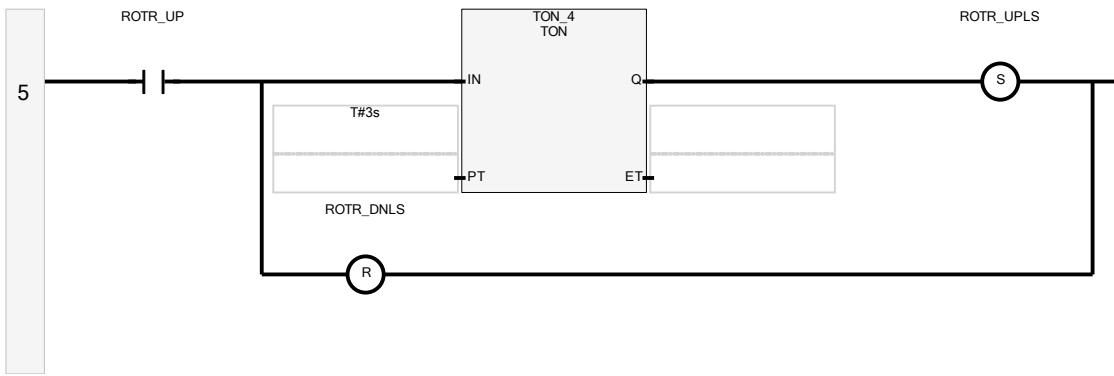 ROTR_UP
TON_4
TON
ROTR_UPLS
5
IN
Q
S
T#3s
PT
ET
ROTR_DNLS
R